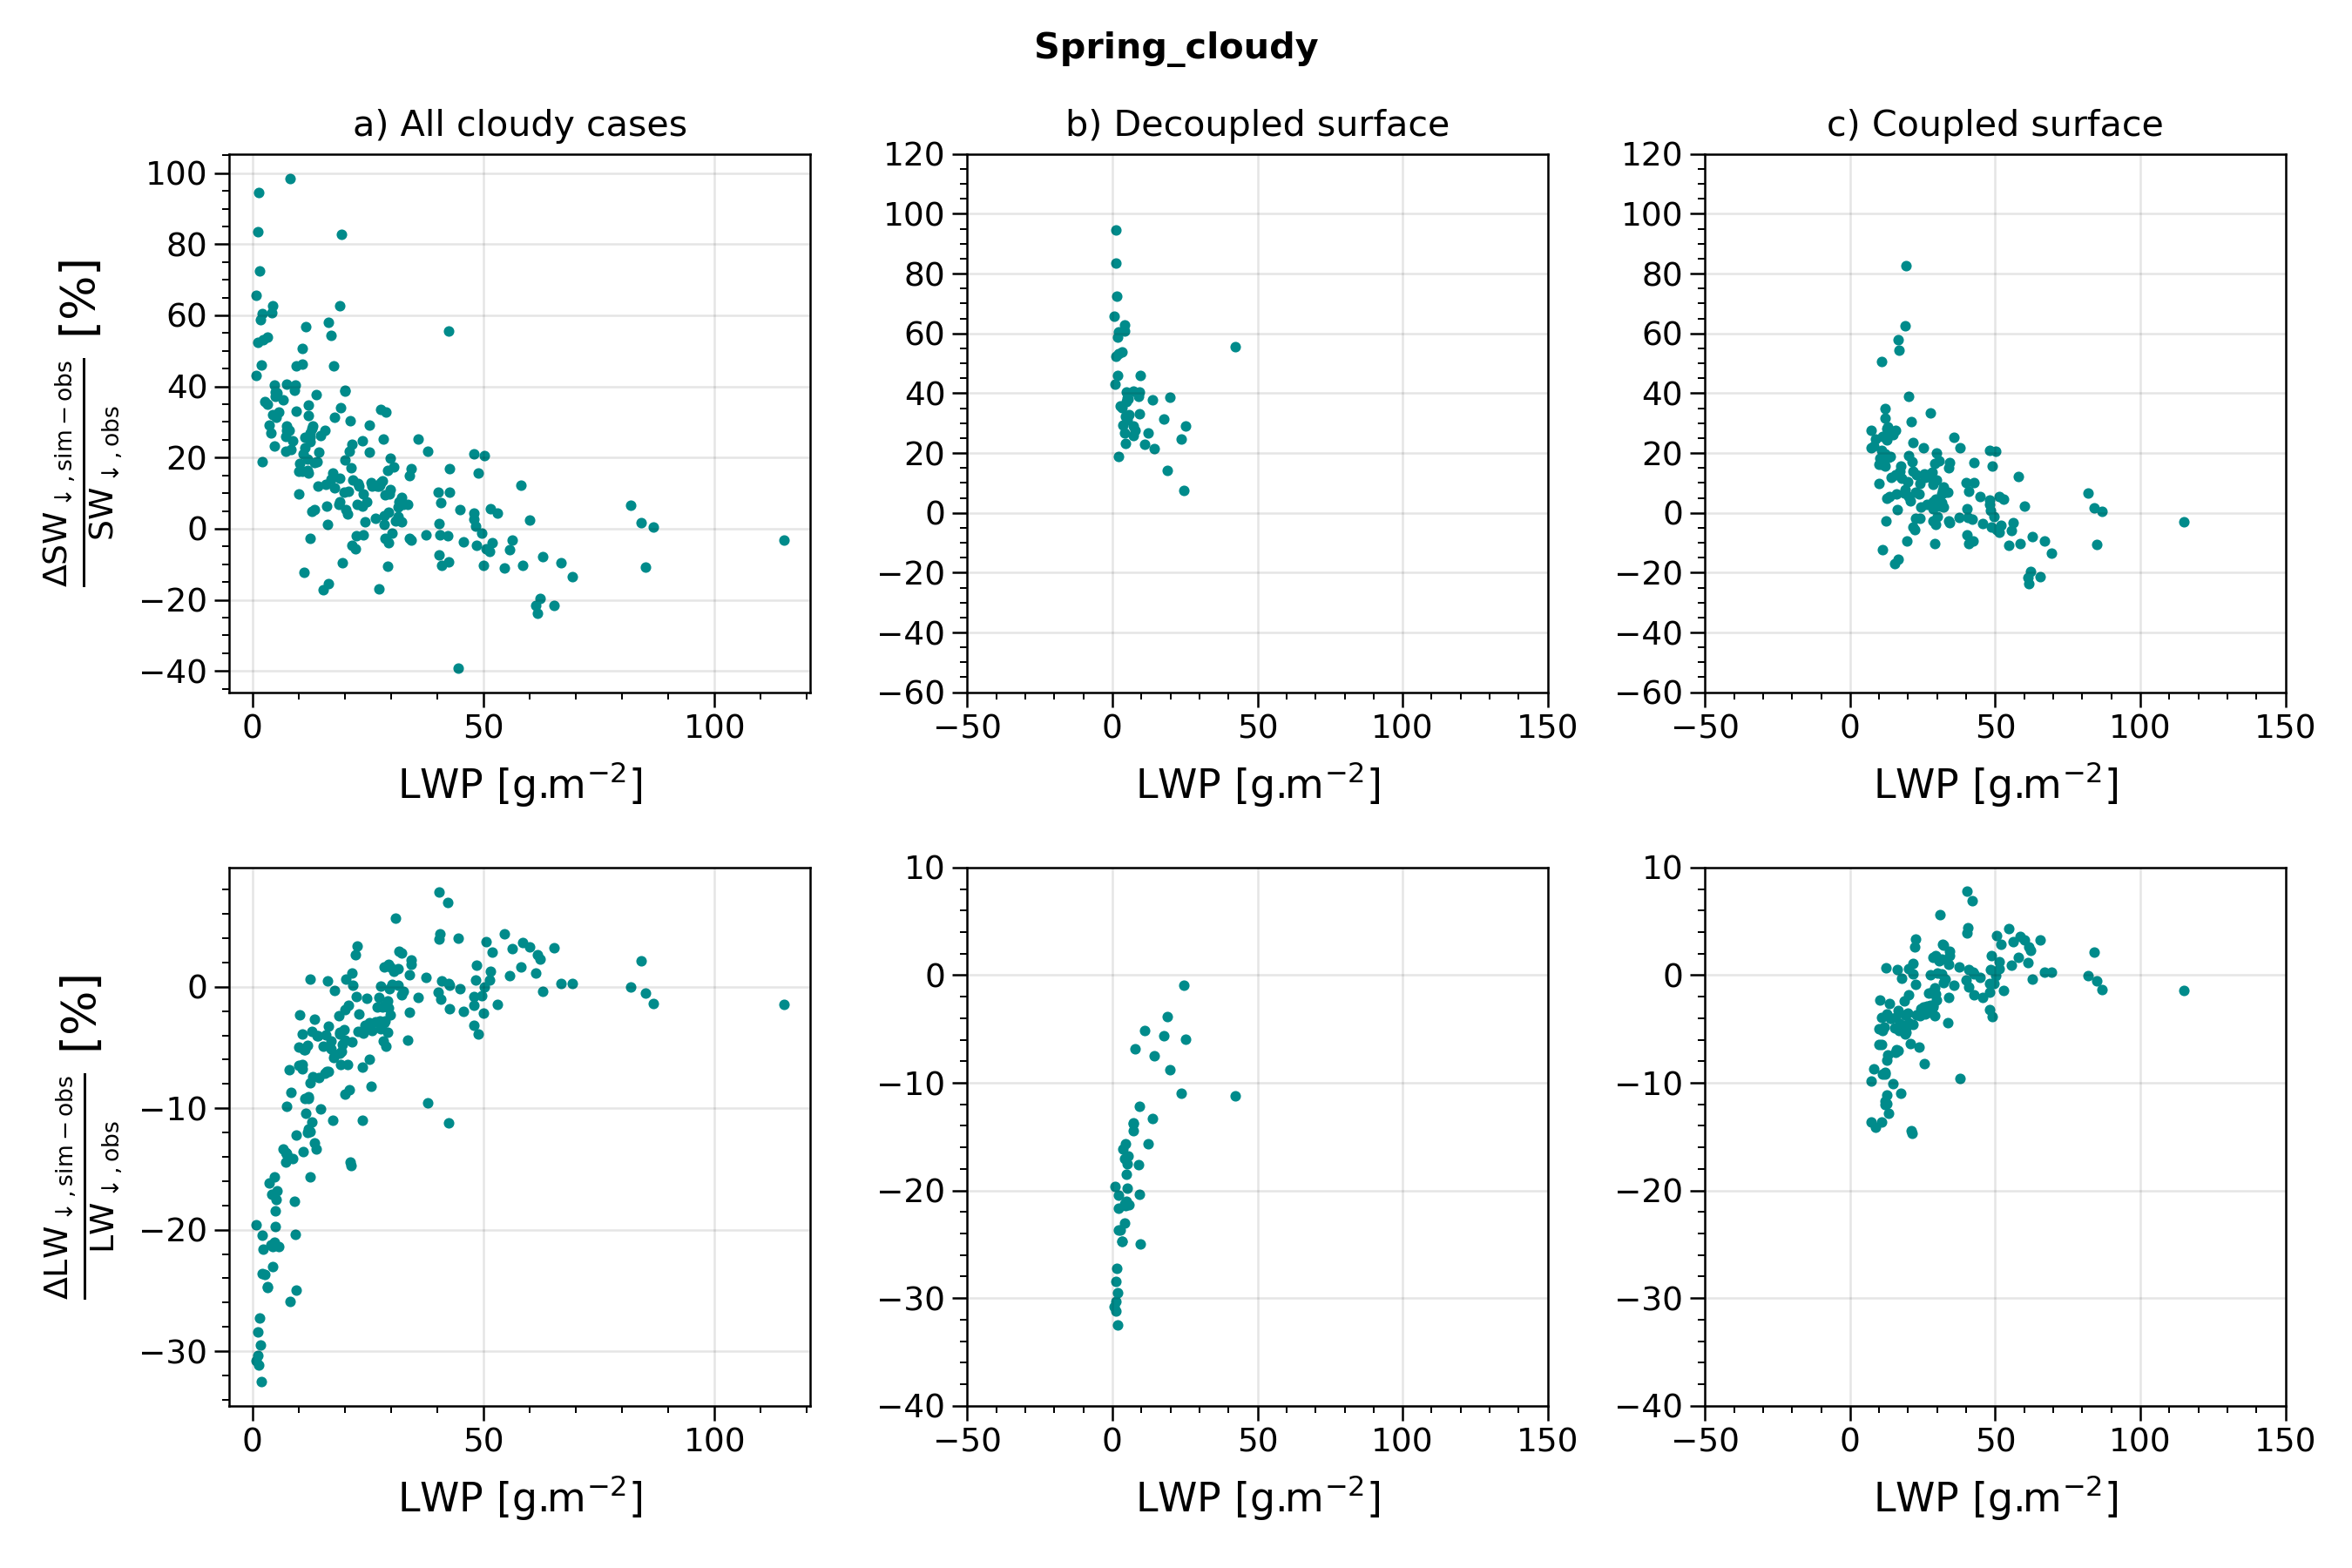 Spring_cloudy
a) All cloudy cases
b) Decoupled surface
c) Coupled surface
100
80
60
40
20
0
−20
−40
120
100
80
60
40
20
0
−20
−40
−60
120
100
80
60
40
20
0
−20
−40
−60
ΔSW↓,sim−obs
SW↓,obs
[%]
0 50 100
−50 0 50 100 150
−50 0 50 100 150
LWP [g.m⁻²]
LWP [g.m⁻²]
LWP [g.m⁻²]
0
−10
−20
−30
10
0
−10
−20
−30
−40
10
0
−10
−20
−30
−40
ΔLW↓,sim−obs
LW↓,obs
[%]
0 50 100
−50 0 50 100 150
−50 0 50 100 150
LWP [g.m⁻²]
LWP [g.m⁻²]
LWP [g.m⁻²]